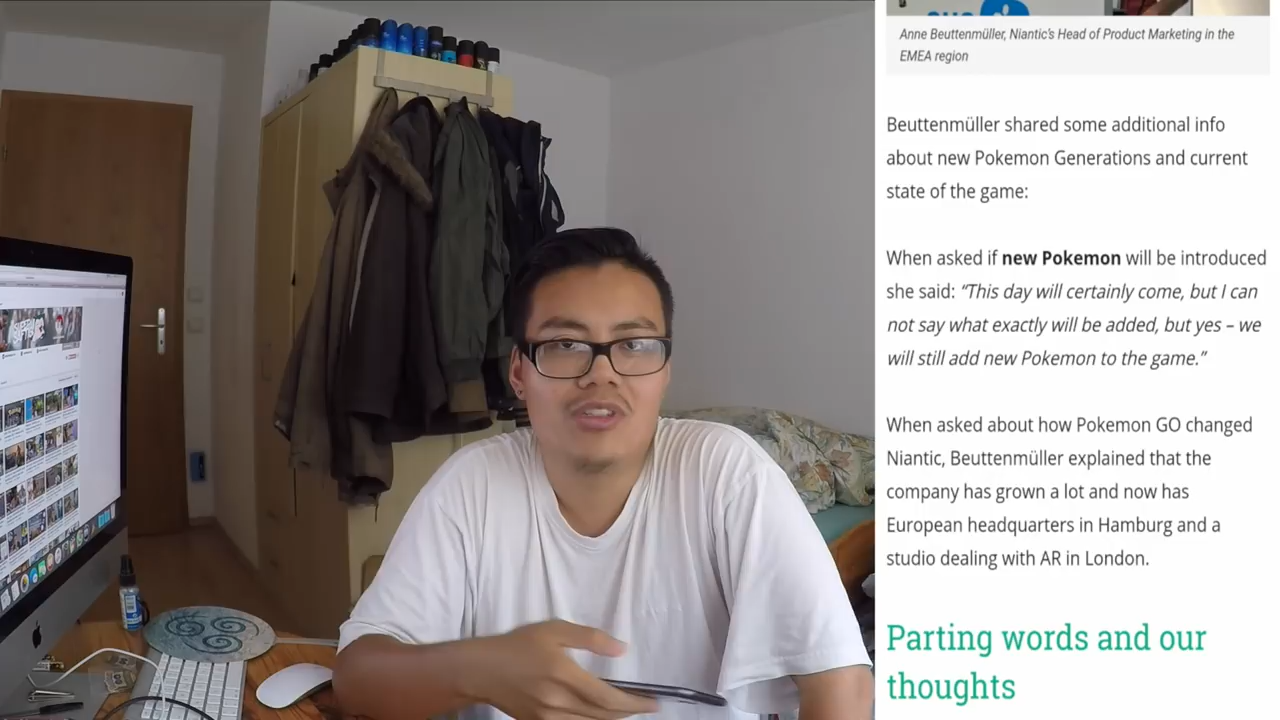 Anne Beuttenmüller, Niantic's Head of Product Marketing in the
EMEA region
Beuttenmüller shared some additional info
about new Pokemon Generations and current
state of the game:
When asked if new Pokemon will be introduced
she said: “This day will certainly come, but I can
not say what exactly will be added, but yes – we
will still add new Pokemon to the game.”
When asked about how Pokemon GO changed
Niantic, Beuttenmüller explained that the
company has grown a lot and now has
European headquarters in Hamburg and a
studio dealing with AR in London.
Parting words and our
thoughts